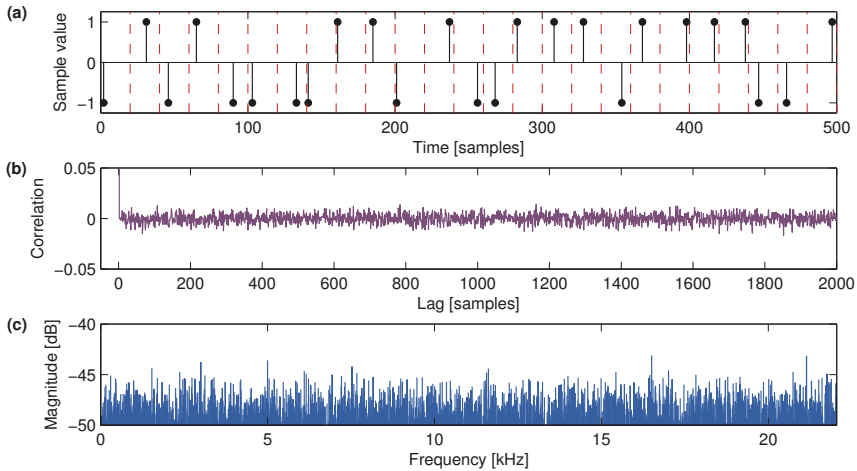 (a)
Sample value
1
0
−1
0 100 200 300 400 500
Time [samples]
(b)
Correlation
0.05
0
−0.05
0 200 400 600 800 1000 1200 1400 1600 1800 2000
Lag [samples]
(c)
Magnitude [dB]
−40
−45
−50
0 5 10 15 20
Frequency [kHz]